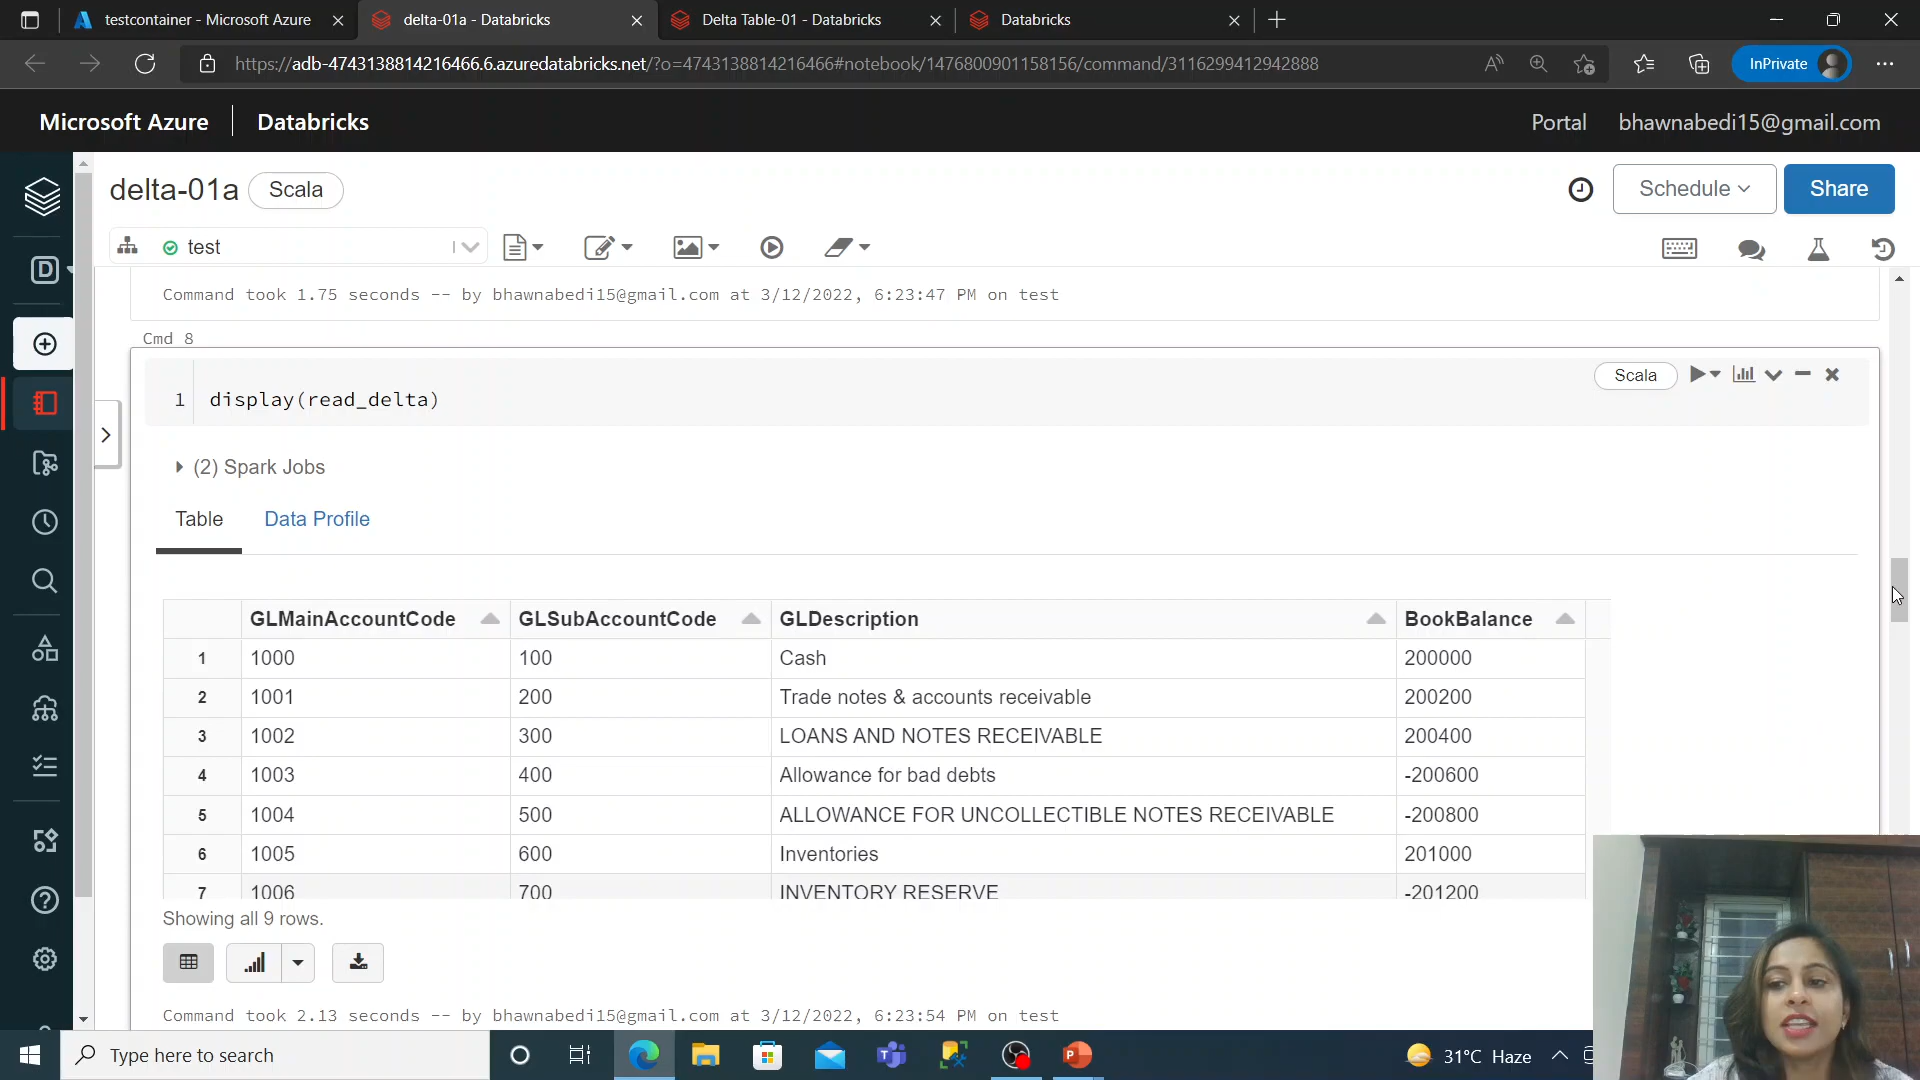 testcontainer - Microsoft Azure
delta-01a - Databricks
Delta Table-01 - Databricks
Databricks
https://adb-4743138814216466.6.azuredatabricks.net/?o=4743138814216466#notebook/1476800901158156/command/3116299412942888
InPrivate
Microsoft Azure
Databricks
Portal
bhawnabedi15@gmail.com
delta-01a
Scala
Schedule
Share
D
test
Command took 1.75 seconds -- by bhawnabedi15@gmail.com at 3/12/2022, 6:23:47 PM on test
Cmd 8
Scala
1 display(read_delta)
(2) Spark Jobs
Table
Data Profile
GLMainAccountCode GLSubAccountCode GLDescription BookBalance
1 1000 100 Cash 200000
2 1001 200 Trade notes & accounts receivable 200200
3 1002 300 LOANS AND NOTES RECEIVABLE 200400
4 1003 400 Allowance for bad debts -200600
5 1004 500 ALLOWANCE FOR UNCOLLECTIBLE NOTES RECEIVABLE -200800
6 1005 600 Inventories 201000
7 1006 700 INVENTORY RESERVE -201200
Showing all 9 rows.
Command took 2.13 seconds -- by bhawnabedi15@gmail.com at 3/12/2022, 6:23:54 PM on test
Type here to search
31°C Haze